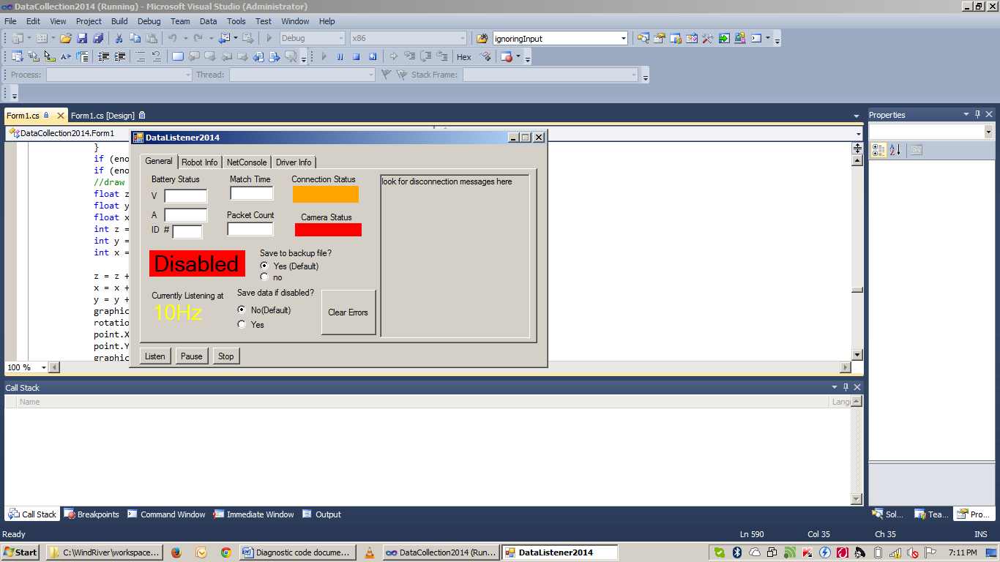 DataCollection2014 (Running) - Microsoft Visual Studio (Administrator)
File Edit View Project Build Debug Team Data Tools Test Window Help
Debug x86 ignoringInput
Hex
Process: Thread: Stack Frame:
Form1.cs Form1.cs [Design]
DataCollection2014.Form1
}
if (eno
if (eno
//draw
float z
float y
float x
int z =
int y =
int x =
z = z +
x = x +
y = y +
graphic
rotatio
point.X
point.Y
graphic
100 %
DataListener2014
General Robot Info NetConsole Driver Info
Battery Status Match Time Connection Status
V
A Packet Count Camera Status
ID #
Disabled
Save to backup file?
Yes (Default)
no
Currently Listening at
10Hz
Save data if disabled?
No(Default)
Yes
Clear Errors
look for disconnection messages here
Listen Pause Stop
Properties
Call Stack
Name Langu
Call Stack Breakpoints Command Window Immediate Window Output
Sol... Tea... Pro...
Ready Ln 590 Col 35 Ch 35 INS
Start C:\WindRiver\workspace... Diagnostic code docume... DataCollection2014 (Run... DataListener2014 7:11 PM